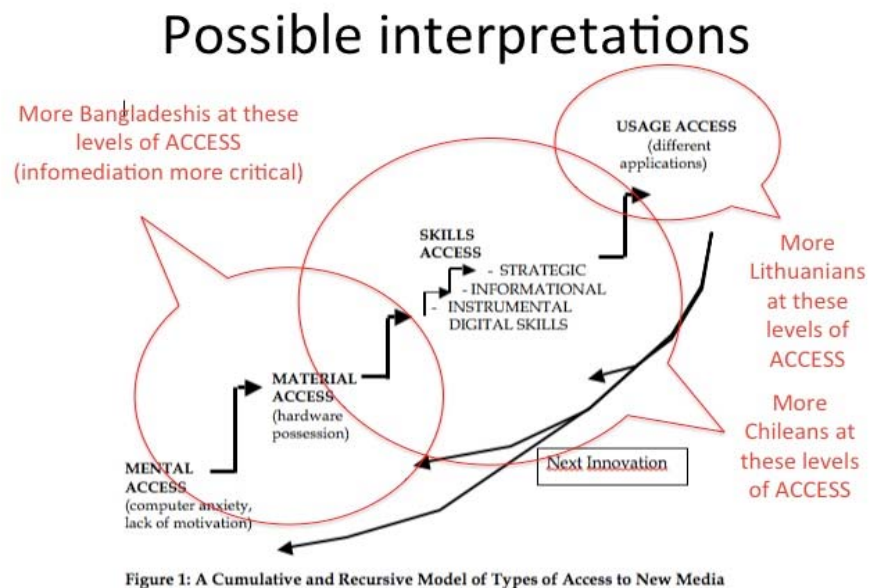 Possible interpretations
More Bangladeshis at these
levels of ACCESS
(infomediation more critical)
USAGE ACCESS
(different
applications)
SKILLS
ACCESS
- STRATEGIC
- INFORMATIONAL
- INSTRUMENTAL
DIGITAL SKILLS
More
Lithuanians
at these
levels of
ACCESS
MATERIAL
ACCESS
(hardware
possession)
More
Chileans at
these levels
of ACCESS
Next Innovation
MENTAL
ACCESS
(computer anxiety,
lack of motivation)
Figure 1: A Cumulative and Recursive Model of Types of Access to New Media